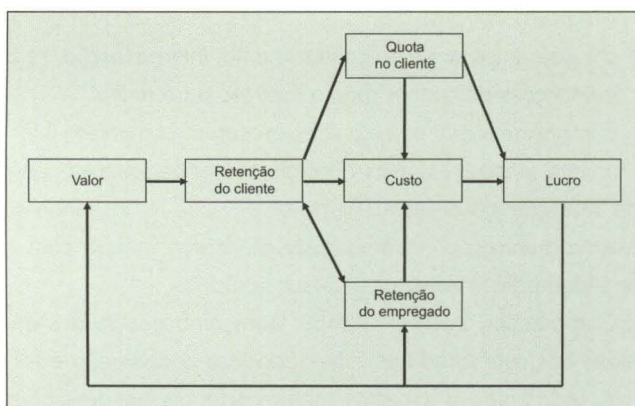 Quota
no cliente
Valor
Retenção
do cliente
Custo
Lucro
Retenção
do empregado